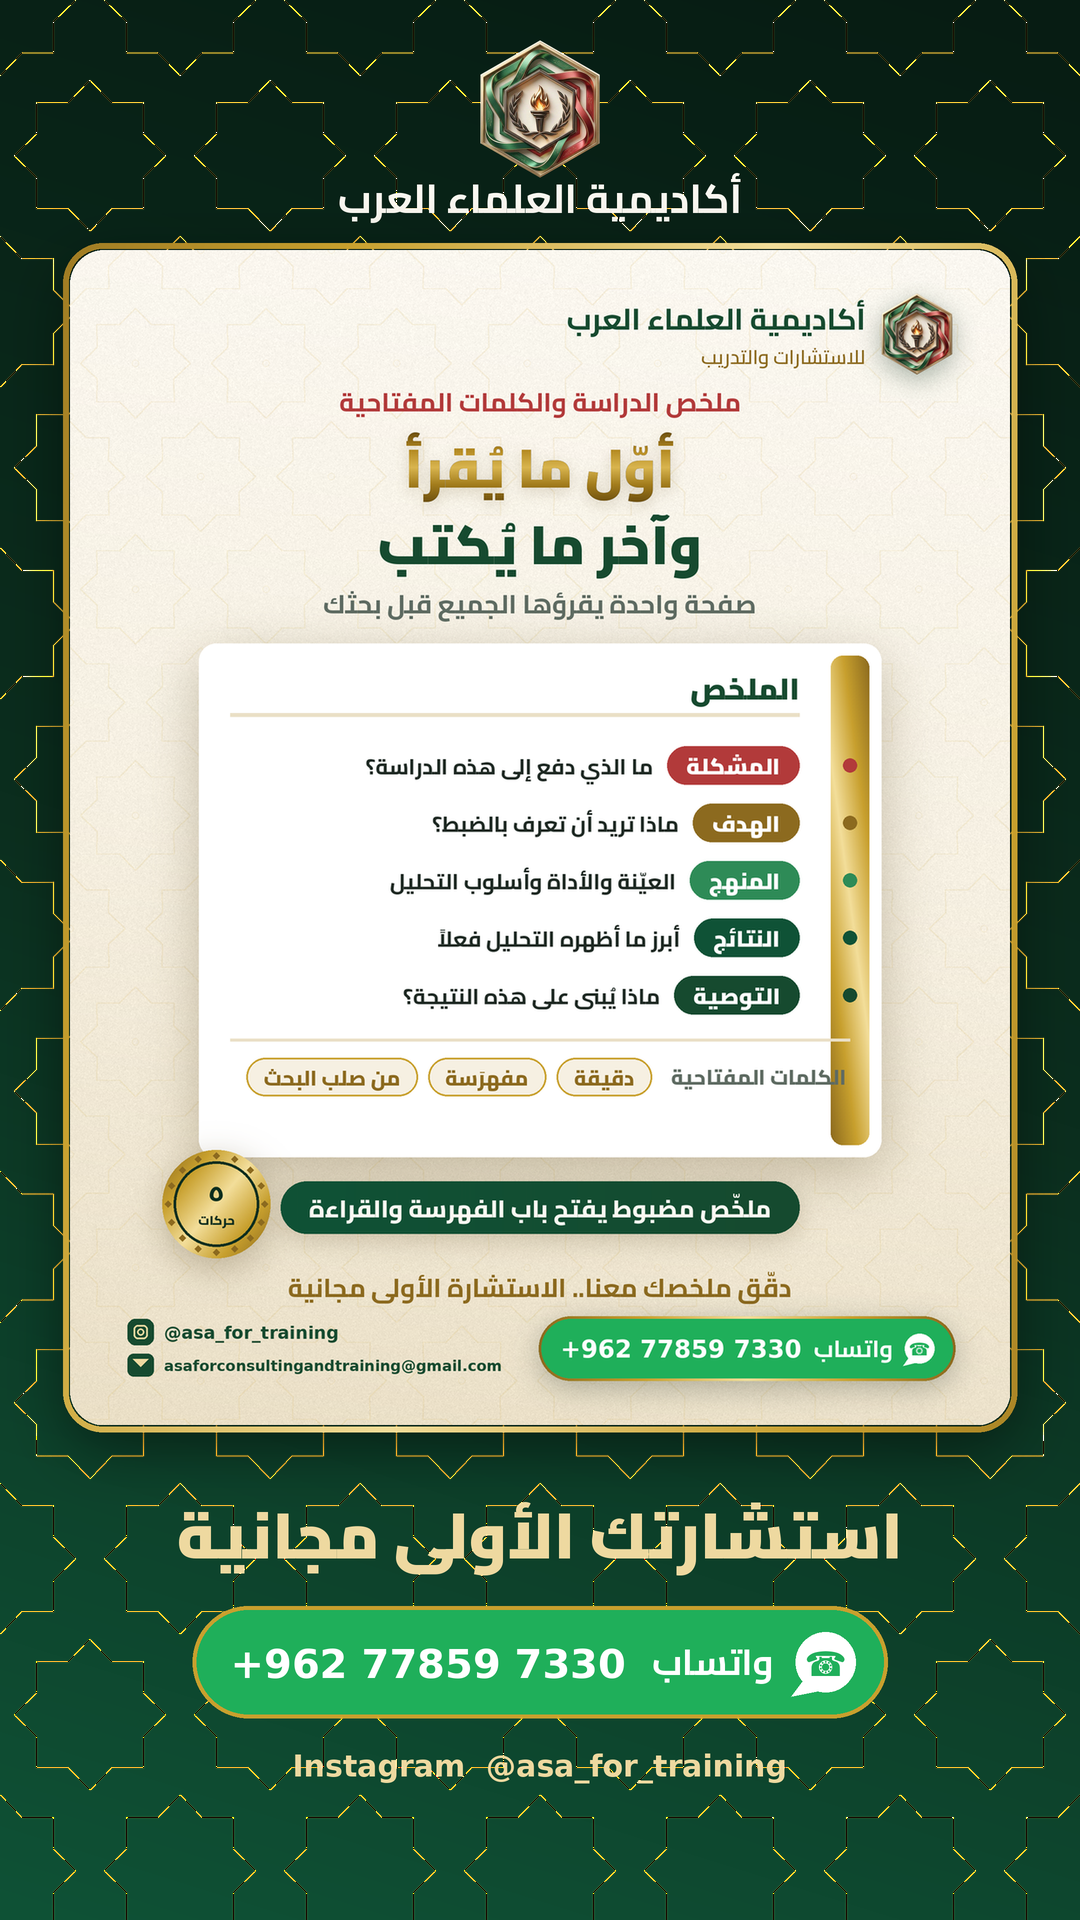 أكاديمية العلماء العرب
أكاديمية العلماء العرب
للاستشارات والتدريب
ملخص الدراسة والكلمات المفتاحية
أوّل ما يُقرأ
وآخر ما يُكتب
صفحة واحدة يقرؤها الجميع قبل بحثك
الملخص
المشكلة ما الذي دفع إلى هذه الدراسة؟
الهدف ماذا تريد أن تعرف بالضبط؟
المنهج العيّنة والأداة وأسلوب التحليل
النتائج أبرز ما أظهره التحليل فعلاً
التوصية ماذا يُبنى على هذه النتيجة؟
الكلمات المفتاحية دقيقة مفهرَسة من صلب البحث
ملخّص مضبوط يفتح باب الفهرسة والقراءة
٥
حركات
دقّق ملخصك معنا.. الاستشارة الأولى مجانية
واتساب +962 77859 7330
@asa_for_training
asaforconsultingandtraining@gmail.com
استشارتك الأولى مجانية
واتساب +962 77859 7330
Instagram @asa_for_training